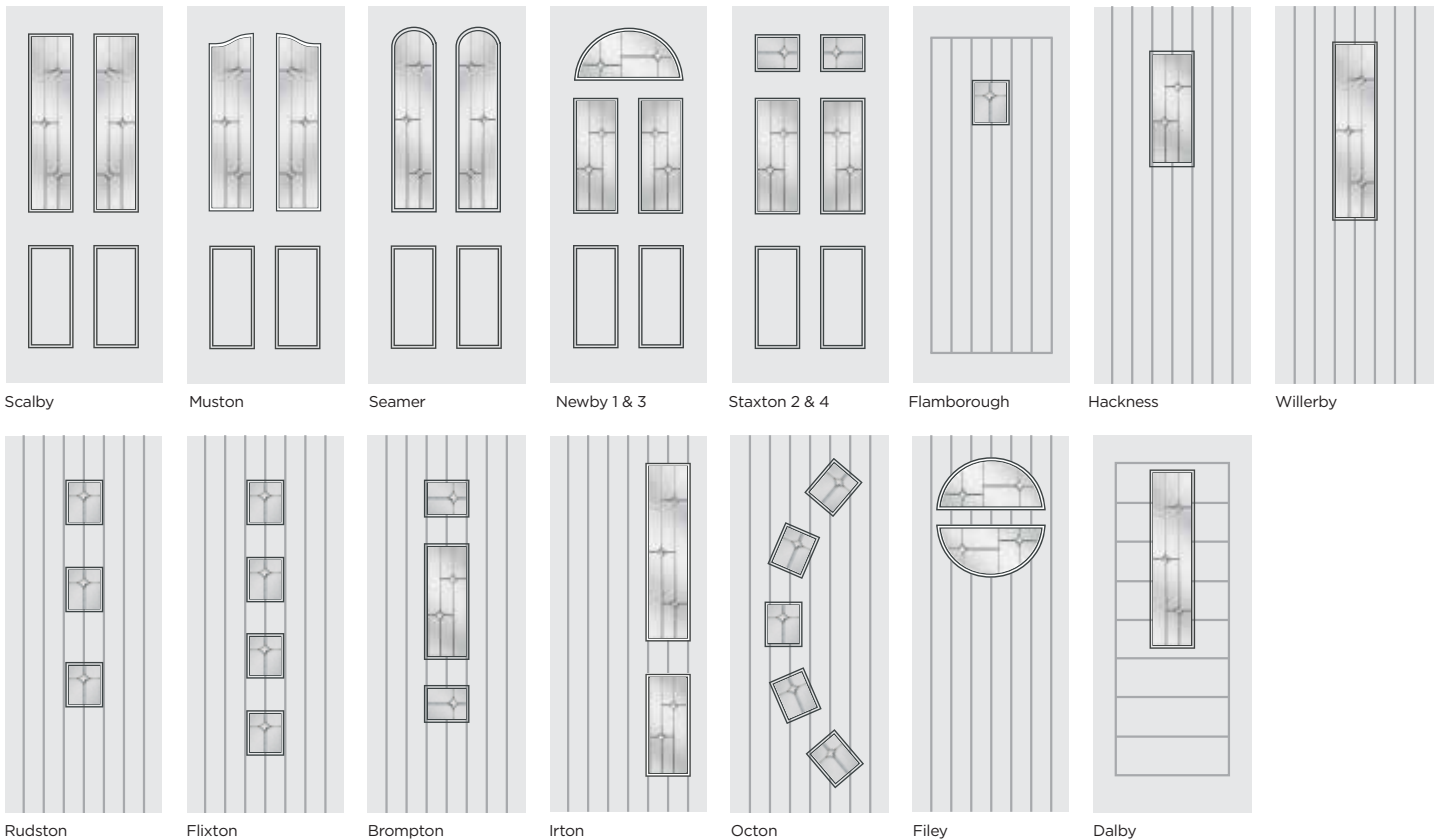 Scalby
Muston
Seamer
Newby 1 & 3
Staxton 2 & 4
Flamborough
Hackness
Willerby
Rudston
Flixton
Brompton
Irton
Octon
Filey
Dalby